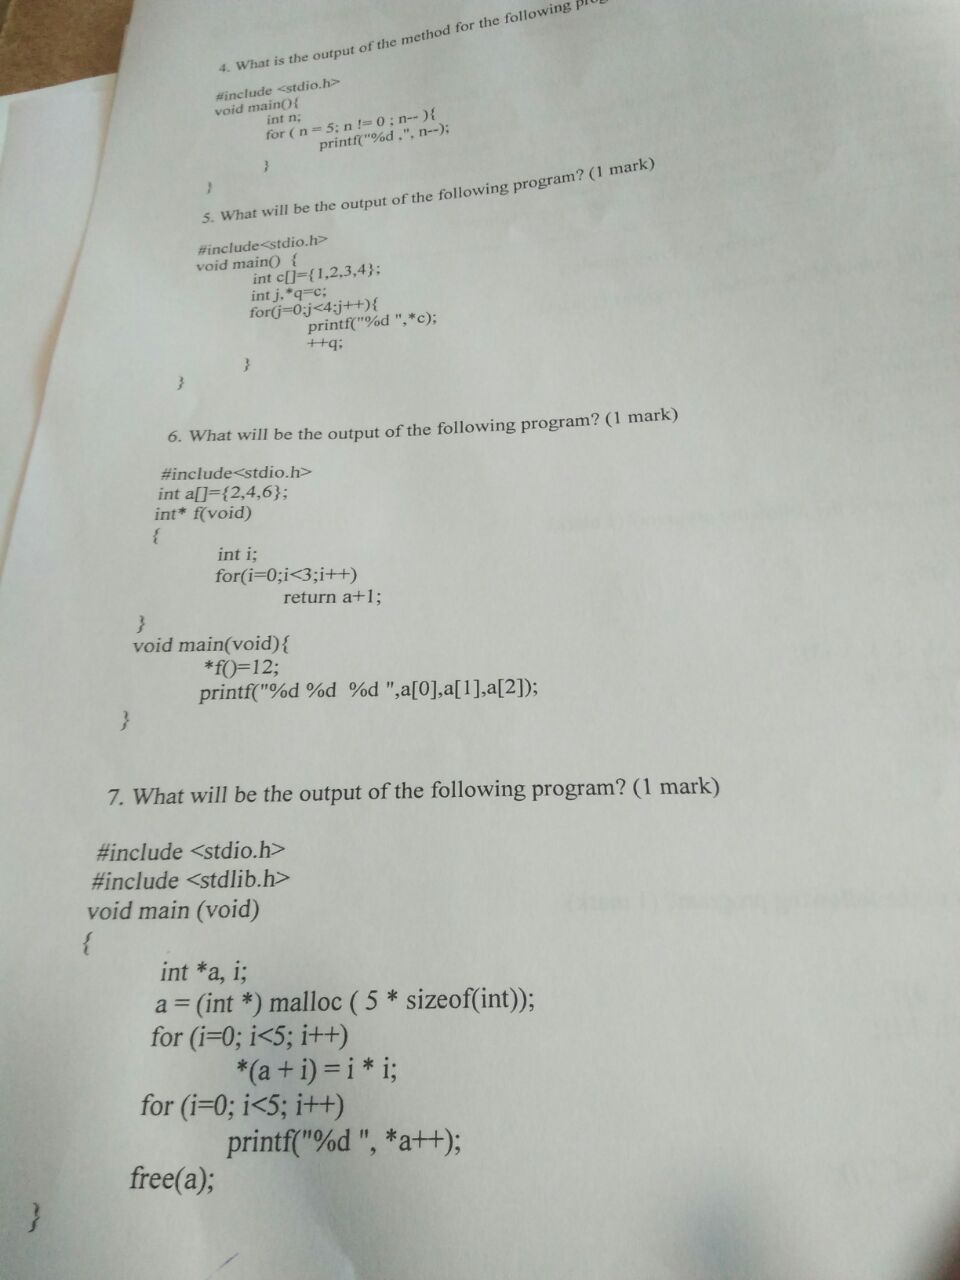 4. What is the output of the method for the following
#include <stdio.h>
void main(){
int n;
for ( n = 5; n != 0 ; n-- ){
printf("%d ,", n--);
}
}
5. What will be the output of the following program? (1 mark)
#include<stdio.h>
void main() {
int c[]={1,2,3,4};
int j,*q=c;
for(j=0;j<4;j++){
printf("%d ",*c);
++q;
}
}
6. What will be the output of the following program? (1 mark)
#include<stdio.h>
int a[]={2,4,6};
int* f(void)
{
int i;
for(i=0;i<3;i++)
return a+1;
}
void main(void){
*f()=12;
printf("%d %d %d ",a[0],a[1],a[2]);
}
7. What will be the output of the following program? (1 mark)
#include <stdio.h>
#include <stdlib.h>
void main (void)
{
int *a, i;
a = (int *) malloc ( 5 * sizeof(int));
for (i=0; i<5; i++)
*(a + i) = i * i;
for (i=0; i<5; i++)
printf("%d ", *a++);
free(a);
}